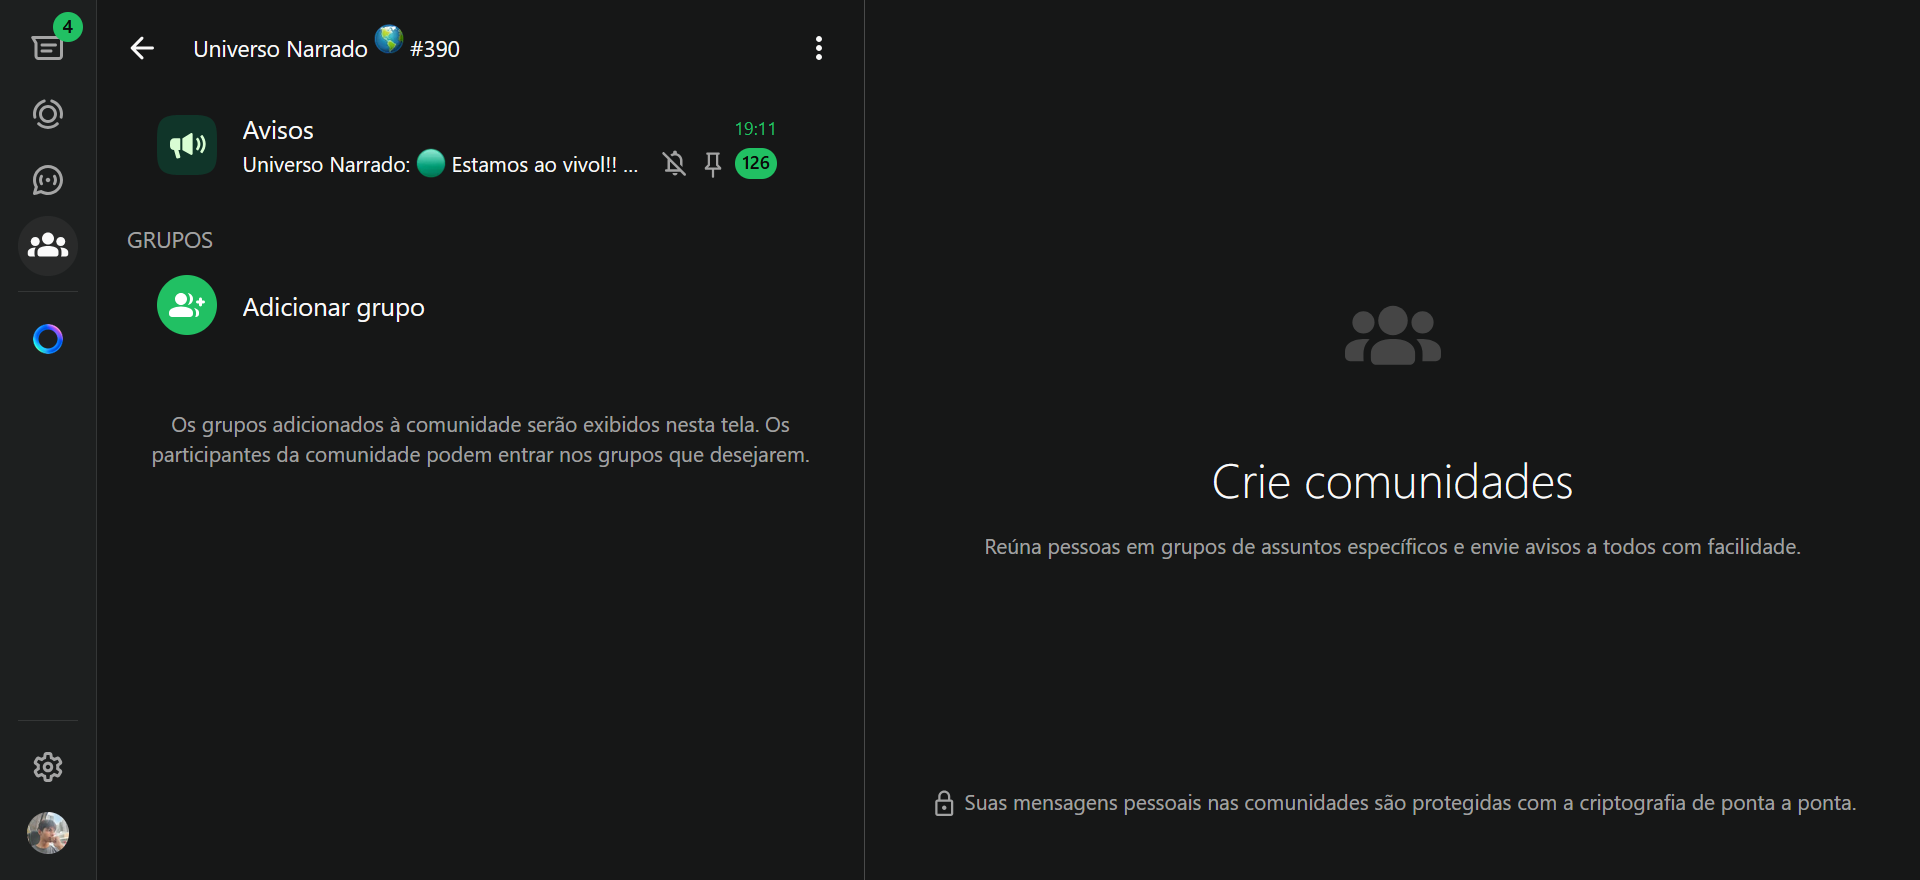 4
Universo Narrado 🌎 #390
Avisos
19:11
Universo Narrado: 🟢 Estamos ao vivol!! ...
126
GRUPOS
Adicionar grupo
Os grupos adicionados à comunidade serão exibidos nesta tela. Os
participantes da comunidade podem entrar nos grupos que desejarem.
Crie comunidades
Reúna pessoas em grupos de assuntos específicos e envie avisos a todos com facilidade.
Suas mensagens pessoais nas comunidades são protegidas com a criptografia de ponta a ponta.